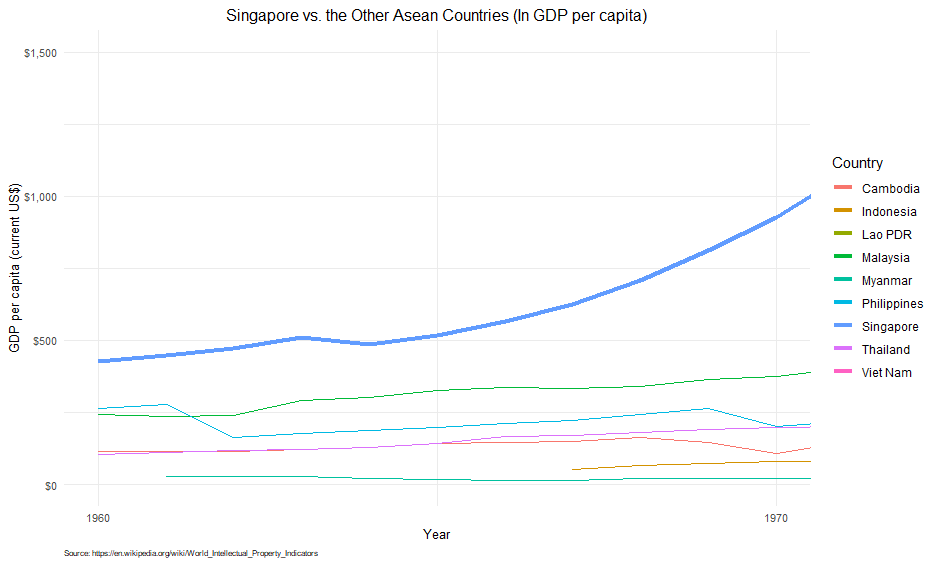 Singapore vs. the Other Asean Countries (In GDP per capita)
$1,500
$1,000
$500
$0
GDP per capita (current US$)
1960
1970
Year
Country
Cambodia
Indonesia
Lao PDR
Malaysia
Myanmar
Philippines
Singapore
Thailand
Viet Nam
Source: https://en.wikipedia.org/wiki/World_Intellectual_Property_Indicators